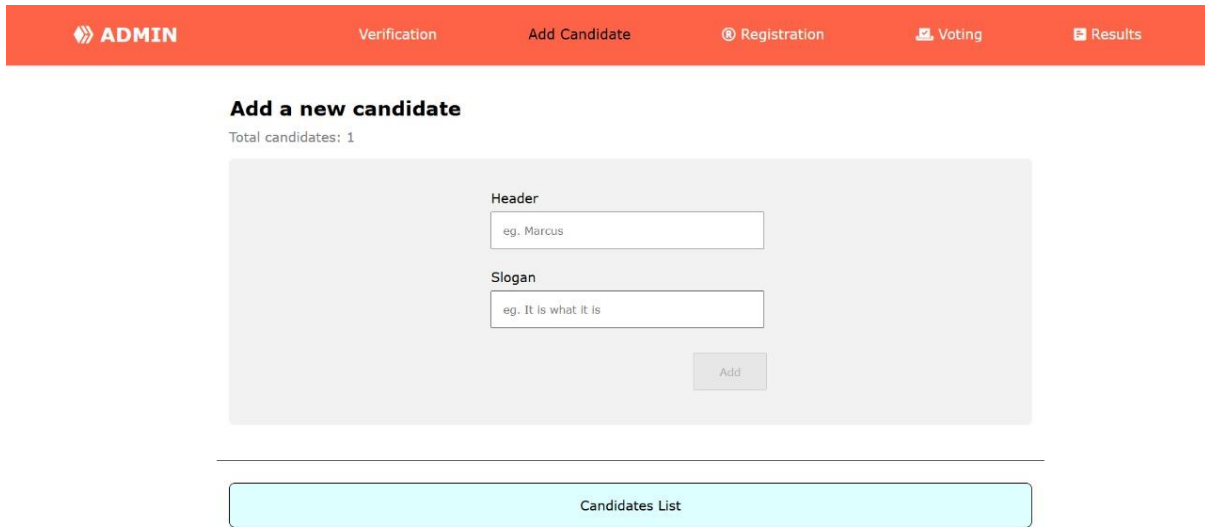 ADMIN Verification Add Candidate ® Registration Voting Results
Add a new candidate
Total candidates: 1
Header
eg. Marcus
Slogan
eg. It is what it is
Add
Candidates List